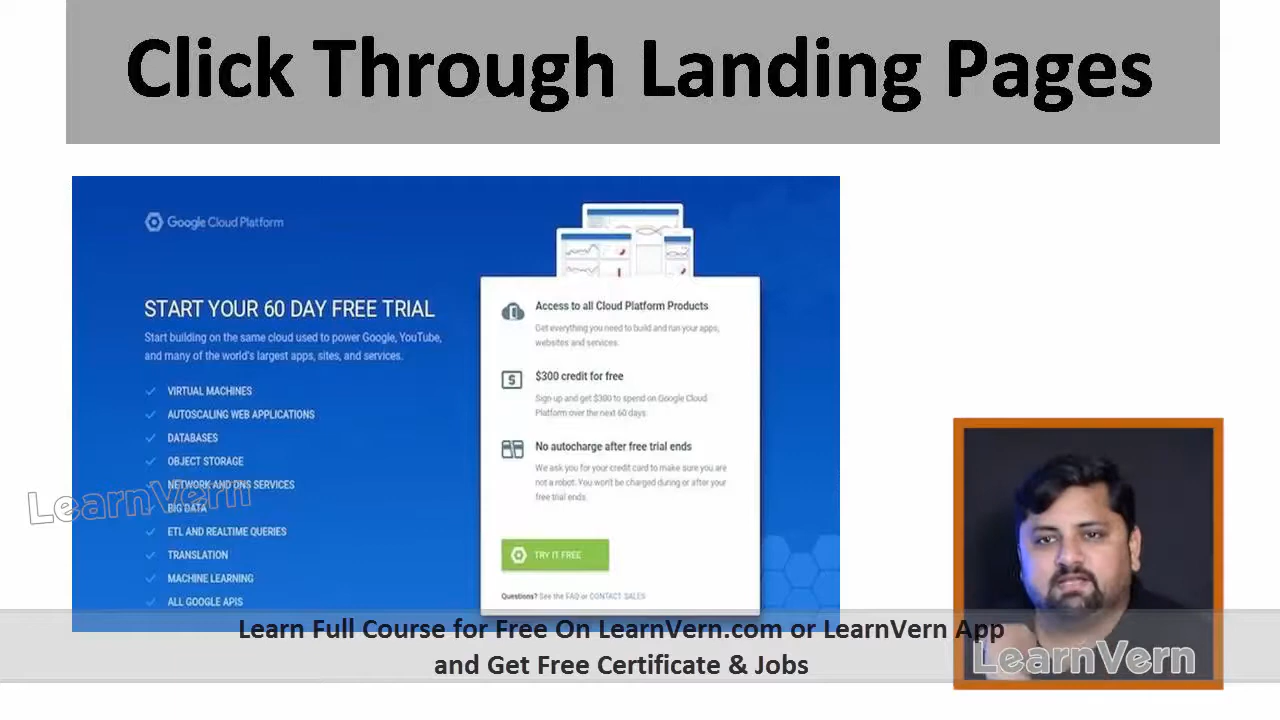 Click Through Landing Pages
Google Cloud Platform
START YOUR 60 DAY FREE TRIAL
Start building on the same cloud used to power Google, YouTube,
and many of the world's largest apps, sites, and services.
VIRTUAL MACHINES
AUTOSCALING WEB APPLICATIONS
DATABASES
OBJECT STORAGE
NETWORK AND DNS SERVICES
BIG DATA
ETL AND REALTIME QUERIES
TRANSLATION
MACHINE LEARNING
ALL GOOGLE APIS
Access to all Cloud Platform Products
Get everything you need to build and run your apps,
websites and services.
$300 credit for free
Sign up and get $300 to spend on Google Cloud
Platform over the next 60 days.
No autocharge after free trial ends
We ask you for your credit card to make sure you are
not a robot. You won't be charged during or after your
free trial ends.
TRY IT FREE
Questions? See the FAQ or CONTACT SALES
LearnVern
Learn Full Course for Free On LearnVern.com or LearnVern App
and Get Free Certificate & Jobs
LearnVern